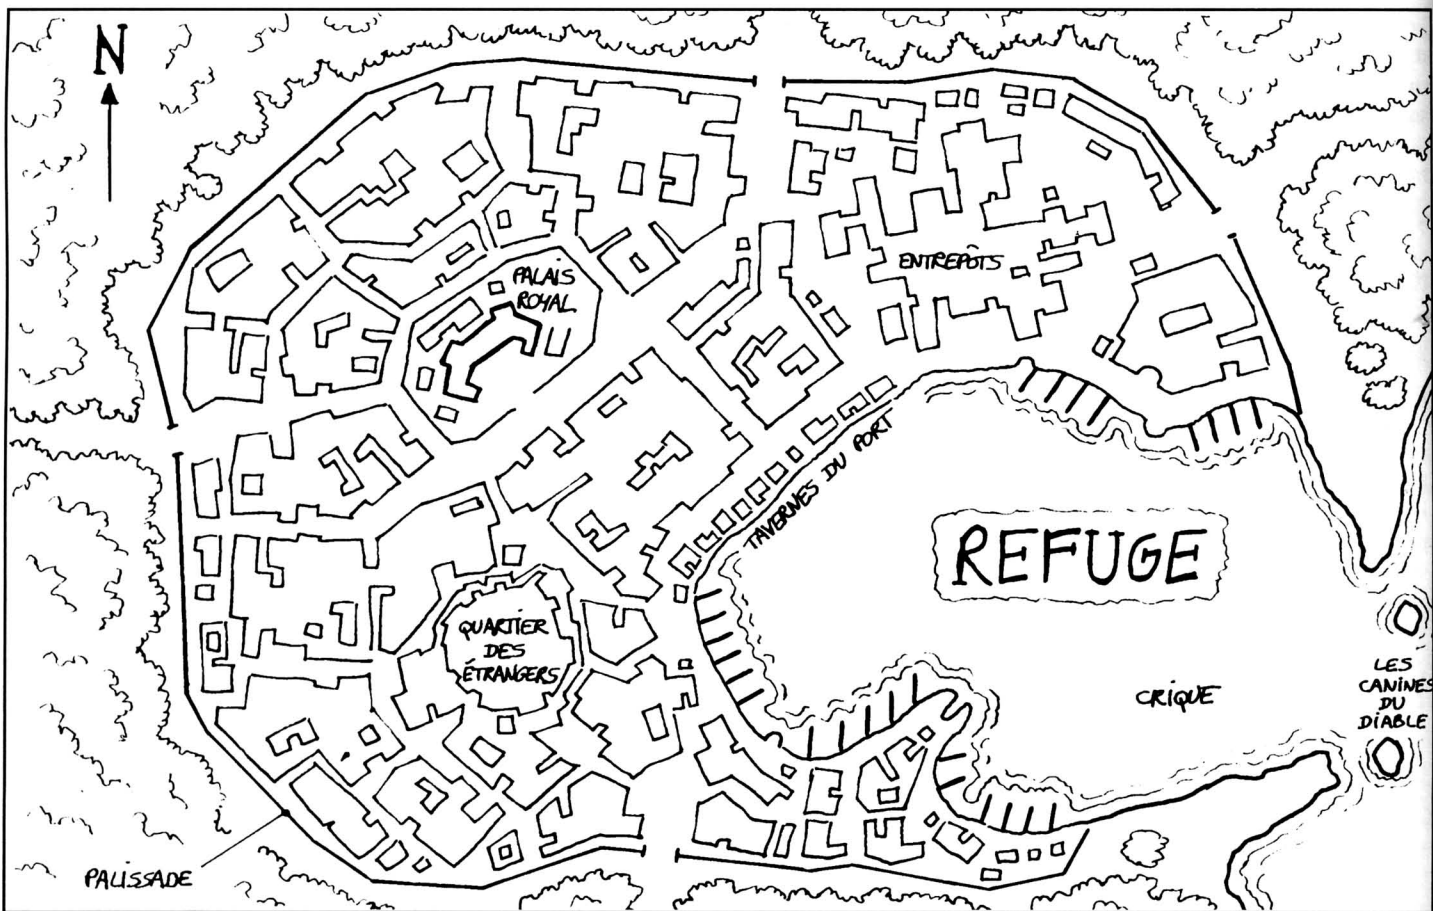 N
PALAIS
ROYAL
ENTREPÔTS
TAVERNES DU PORT
REFUGE
QUARTIER
DES
ÉTRANGERS
CRIQUE
LES
CANINES
DU
DIABLE
PALISSADE